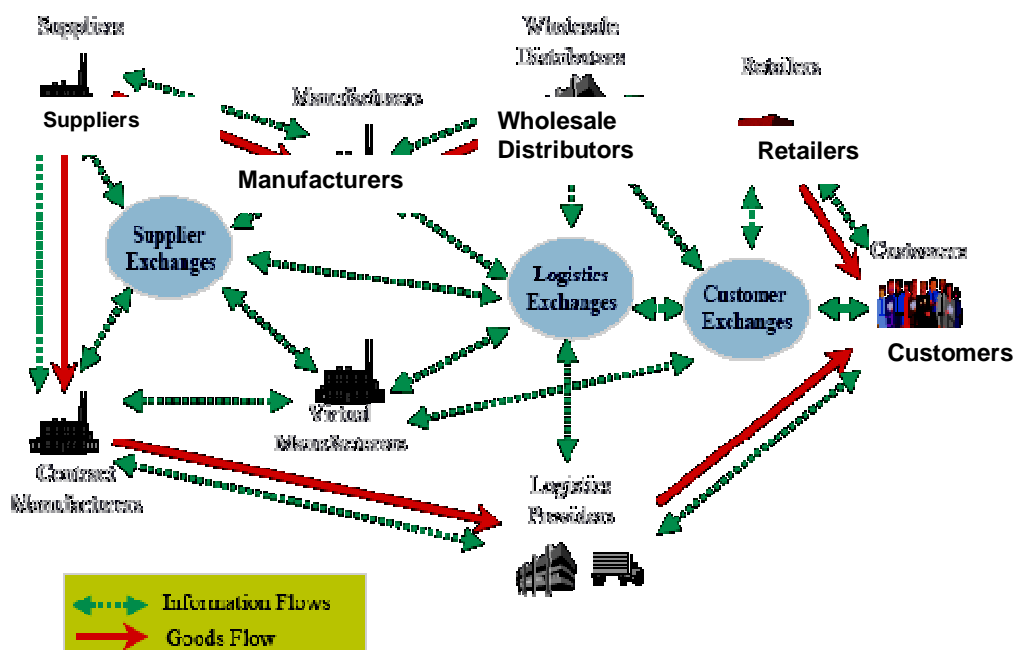 Suppliers
Wholesale
Distributors
Retailers
Manufacturers
Suppliers
Wholesale
Distributors
Retailers
Manufacturers
Supplier
Exchanges
Logistics
Exchanges
Customer
Exchanges
Customers
Customers
Virtual
Manufacturers
Contract
Manufacturers
Logistics
Providers
Information Flows
Goods Flow